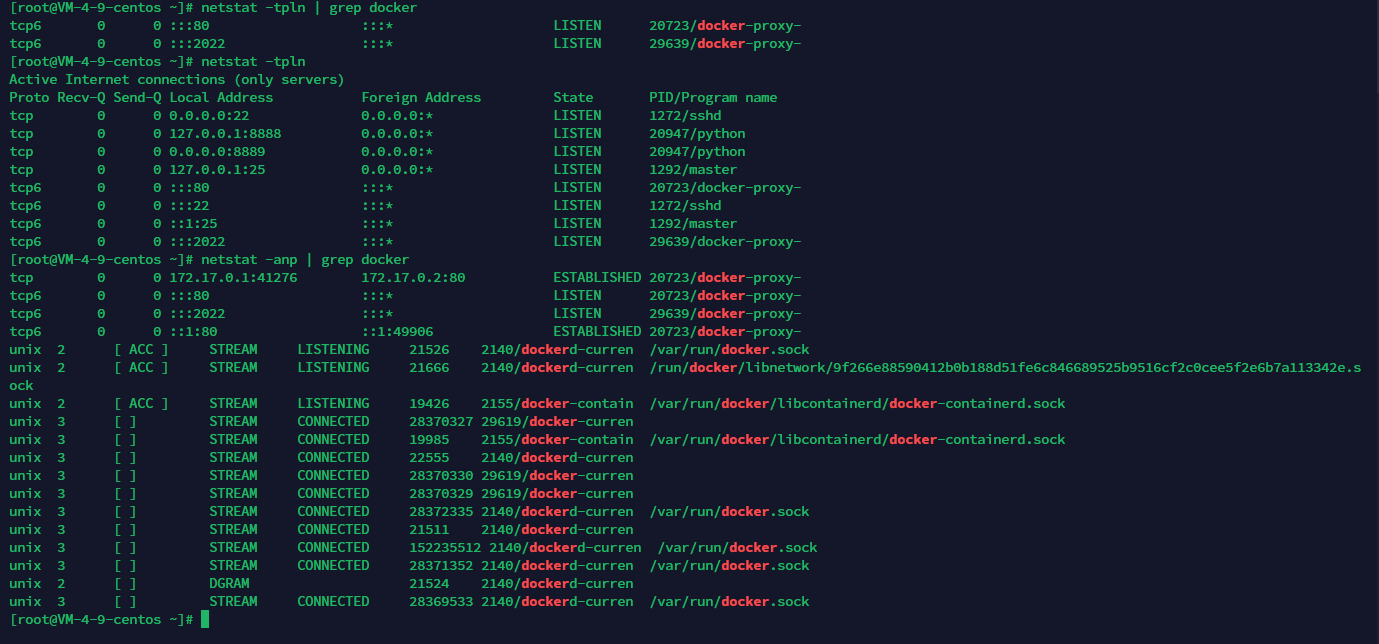 [root@VM-4-9-centos ~]# netstat -tpln | grep docker
tcp6       0      0 :::80                   :::*                    LISTEN      20723/docker-proxy-
tcp6       0      0 :::2022                 :::*                    LISTEN      29639/docker-proxy-
[root@VM-4-9-centos ~]# netstat -tpln
Active Internet connections (only servers)
Proto Recv-Q Send-Q Local Address           Foreign Address         State       PID/Program name
tcp        0      0 0.0.0.0:22              0.0.0.0:*               LISTEN      1272/sshd
tcp        0      0 127.0.0.1:8888          0.0.0.0:*               LISTEN      20947/python
tcp        0      0 0.0.0.0:8889            0.0.0.0:*               LISTEN      20947/python
tcp        0      0 127.0.0.1:25            0.0.0.0:*               LISTEN      1292/master
tcp6       0      0 :::80                   :::*                    LISTEN      20723/docker-proxy-
tcp6       0      0 :::22                   :::*                    LISTEN      1272/sshd
tcp6       0      0 ::1:25                  :::*                    LISTEN      1292/master
tcp6       0      0 :::2022                 :::*                    LISTEN      29639/docker-proxy-
[root@VM-4-9-centos ~]# netstat -anp | grep docker
tcp        0      0 172.17.0.1:41276        172.17.0.2:80           ESTABLISHED 20723/docker-proxy-
tcp6       0      0 :::80                   :::*                    LISTEN      20723/docker-proxy-
tcp6       0      0 :::2022                 :::*                    LISTEN      29639/docker-proxy-
tcp6       0      0 ::1:80                  ::1:49906               ESTABLISHED 20723/docker-proxy-
unix  2      [ ACC ]     STREAM     LISTENING     21526    2140/dockerd-curren  /var/run/docker.sock
unix  2      [ ACC ]     STREAM     LISTENING     21666    2140/dockerd-curren  /run/docker/libnetwork/9f266e88590412b0b188d51fe6c846689525b9516cf2c0cee5f2e6b7a113342e.s
ock
unix  2      [ ACC ]     STREAM     LISTENING     19426    2155/docker-contain  /var/run/docker/libcontainerd/docker-containerd.sock
unix  3      [ ]         STREAM     CONNECTED     28370327 29619/docker-curren
unix  3      [ ]         STREAM     CONNECTED     19985    2155/docker-contain  /var/run/docker/libcontainerd/docker-containerd.sock
unix  3      [ ]         STREAM     CONNECTED     22555    2140/dockerd-curren
unix  3      [ ]         STREAM     CONNECTED     28370330 29619/docker-curren
unix  3      [ ]         STREAM     CONNECTED     28370329 29619/docker-curren
unix  3      [ ]         STREAM     CONNECTED     28372335 2140/dockerd-curren  /var/run/docker.sock
unix  3      [ ]         STREAM     CONNECTED     21511    2140/dockerd-curren
unix  3      [ ]         STREAM     CONNECTED     152235512 2140/dockerd-curren  /var/run/docker.sock
unix  3      [ ]         STREAM     CONNECTED     28371352 2140/dockerd-curren  /var/run/docker.sock
unix  2      [ ]         DGRAM                    21524    2140/dockerd-curren
unix  3      [ ]         STREAM     CONNECTED     28369533 2140/dockerd-curren  /var/run/docker.sock
[root@VM-4-9-centos ~]#